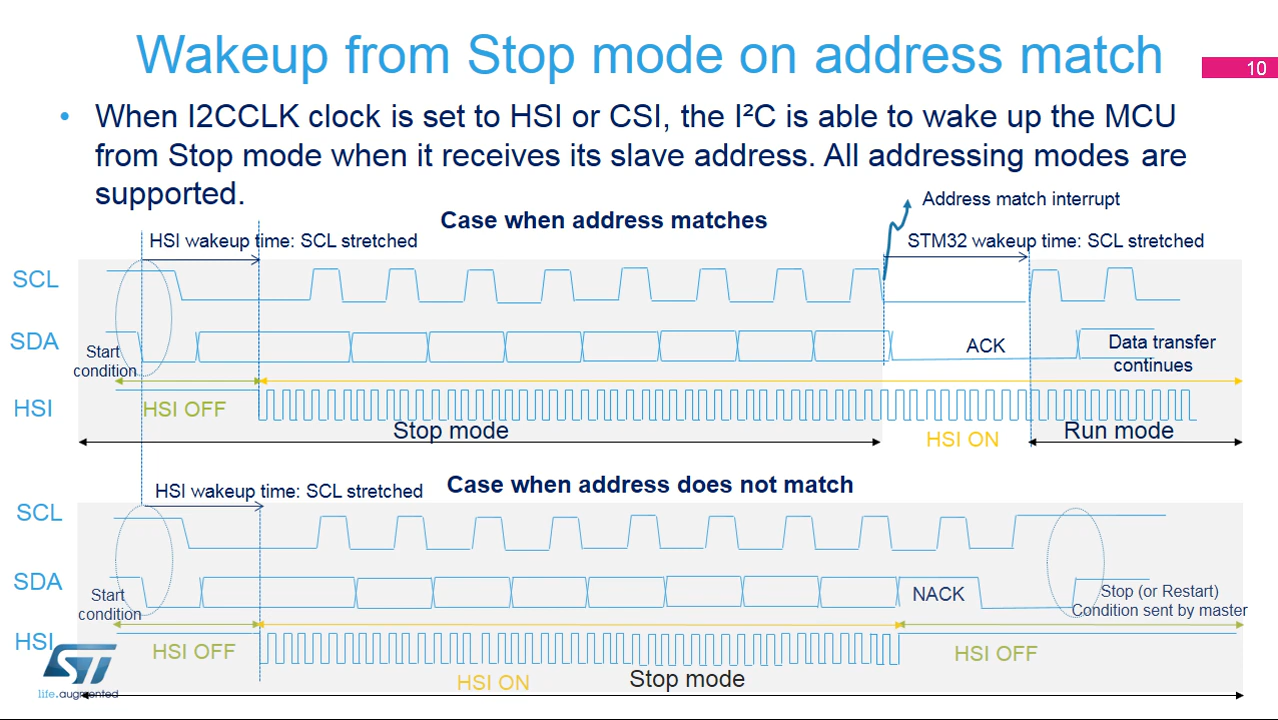 Wakeup from Stop mode on address match
10
• When I2CCLK clock is set to HSI or CSI, the I²C is able to wake up the MCU
from Stop mode when it receives its slave address. All addressing modes are
supported.
Address match interrupt
Case when address matches
HSI wakeup time: SCL stretched
STM32 wakeup time: SCL stretched
SCL
SDA
Start
condition
ACK
Data transfer
continues
HSI
HSI OFF
Stop mode
HSI ON
Run mode
Case when address does not match
HSI wakeup time: SCL stretched
SCL
SDA
Start
condition
NACK
Stop (or Restart)
Condition sent by master
HSI
HSI OFF
HSI ON
Stop mode
HSI OFF
ST
life.augmented